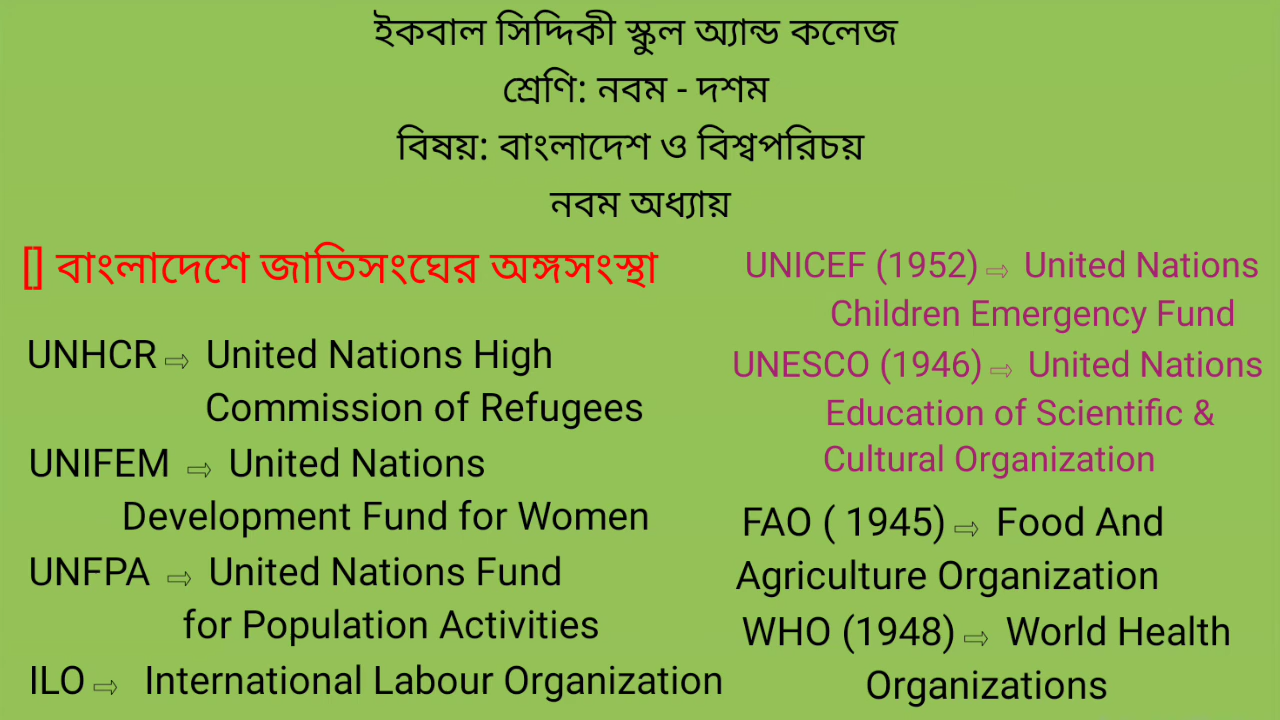 ইকবাল সিদ্দিকী স্কুল অ্যান্ড কলেজ
শ্রেণি: নবম - দশম
বিষয়: বাংলাদেশ ও বিশ্বপরিচয়
নবম অধ্যায়
[] বাংলাদেশে জাতিসংঘের অঙ্গসংস্থা
UNHCR ⇨ United Nations High
Commission of Refugees
UNIFEM ⇨ United Nations
Development Fund for Women
UNFPA ⇨ United Nations Fund
for Population Activities
ILO ⇨ International Labour Organization
UNICEF (1952) ⇨ United Nations
Children Emergency Fund
UNESCO (1946) ⇨ United Nations
Education of Scientific &
Cultural Organization
FAO ( 1945) ⇨ Food And
Agriculture Organization
WHO (1948) ⇨ World Health
Organizations